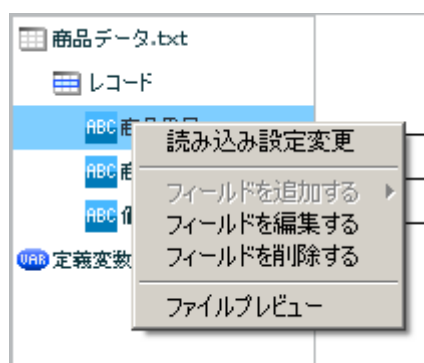 商品データ.txt
レコード
ABC
読み込み設定変更
ABC
フィールドを追加する
ABC
フィールドを編集する
VAR 定義変数
フィールドを削除する
ファイルプレビュー